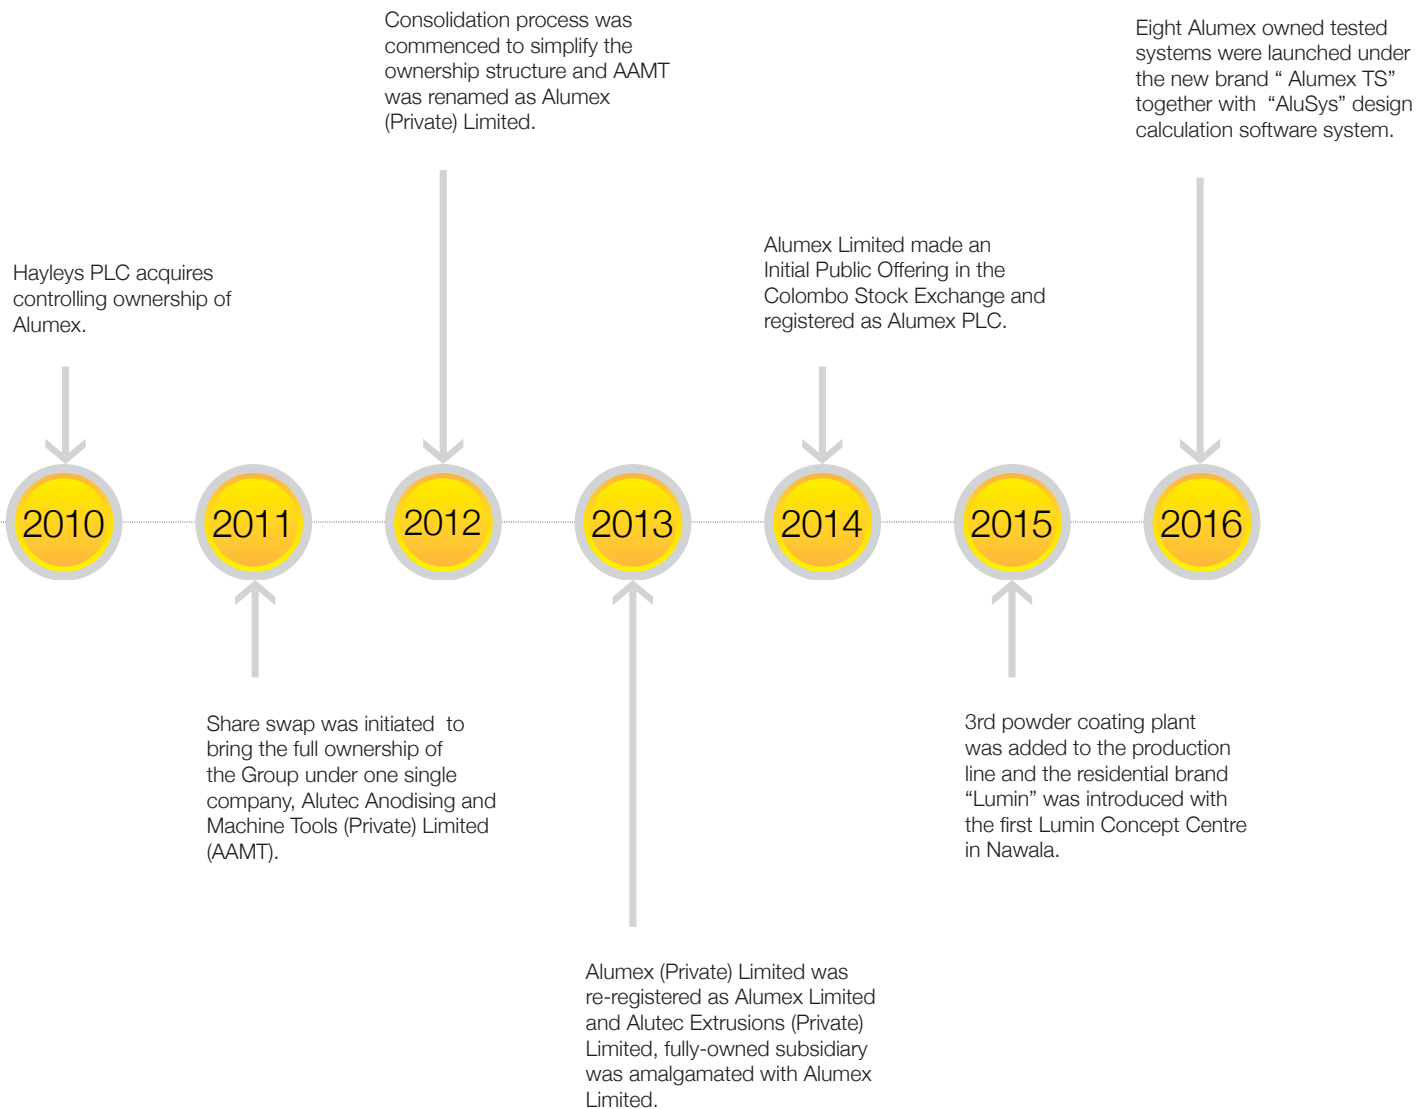 Consolidation process was
commenced to simplify the
ownership structure and AAMT
was renamed as Alumex
(Private) Limited.
Eight Alumex owned tested
systems were launched under
the new brand “ Alumex TS”
together with “AluSys” design
calculation software system.
Hayleys PLC acquires
controlling ownership of
Alumex.
Alumex Limited made an
Initial Public Offering in the
Colombo Stock Exchange and
registered as Alumex PLC.
2010 2011 2012 2013 2014 2015 2016
Share swap was initiated to
bring the full ownership of
the Group under one single
company, Alutec Anodising and
Machine Tools (Private) Limited
(AAMT).
3rd powder coating plant
was added to the production
line and the residential brand
“Lumin” was introduced with
the first Lumin Concept Centre
in Nawala.
Alumex (Private) Limited was
re-registered as Alumex Limited
and Alutec Extrusions (Private)
Limited, fully-owned subsidiary
was amalgamated with Alumex
Limited.